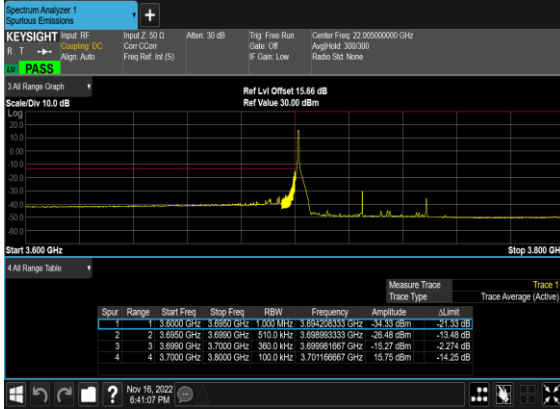 Spectrum Analyzer 1
Spurious Emissions
KEYSIGHT Input: RF Input Z: 50 Ω Atten: 30 dB Trig: Free Run Center Freq: 22.005000000 GHz
R T Coupling: DC Corr CCorr Gate: Off Avg|Hold: 300/300
Align: Auto Freq Ref: Int (S) IF Gain: Low Radio Std: None
PASS
3 All Range Graph
Ref Lvl Offset 15.66 dB
Scale/Div 10.0 dB Ref Value 30.00 dBm
Log
20.0
10.0
0.00
-10.0
-20.0
-30.0
-40.0
-50.0
-60.0
Start 3.600 GHz Stop 3.800 GH
4 All Range Table
Measure Trace Trace 1
Trace Type Trace Average (Active)
Spur Range Start Freq Stop Freq RBW Frequency Amplitude ΔLimit
1 1 3.6000 GHz 3.6950 GHz 1.000 MHz 3.694208333 GHz -34.33 dBm -21.33 dB
2 2 3.6950 GHz 3.6990 GHz 510.0 kHz 3.698993333 GHz -26.48 dBm -13.48 dB
3 3 3.6990 GHz 3.7000 GHz 360.0 kHz 3.699981667 GHz -15.27 dBm -2.274 dB
4 4 3.7000 GHz 3.8000 GHz 100.0 kHz 3.701166667 GHz 15.75 dBm -14.25 dB
Nov 16, 2022
6:41:07 PM